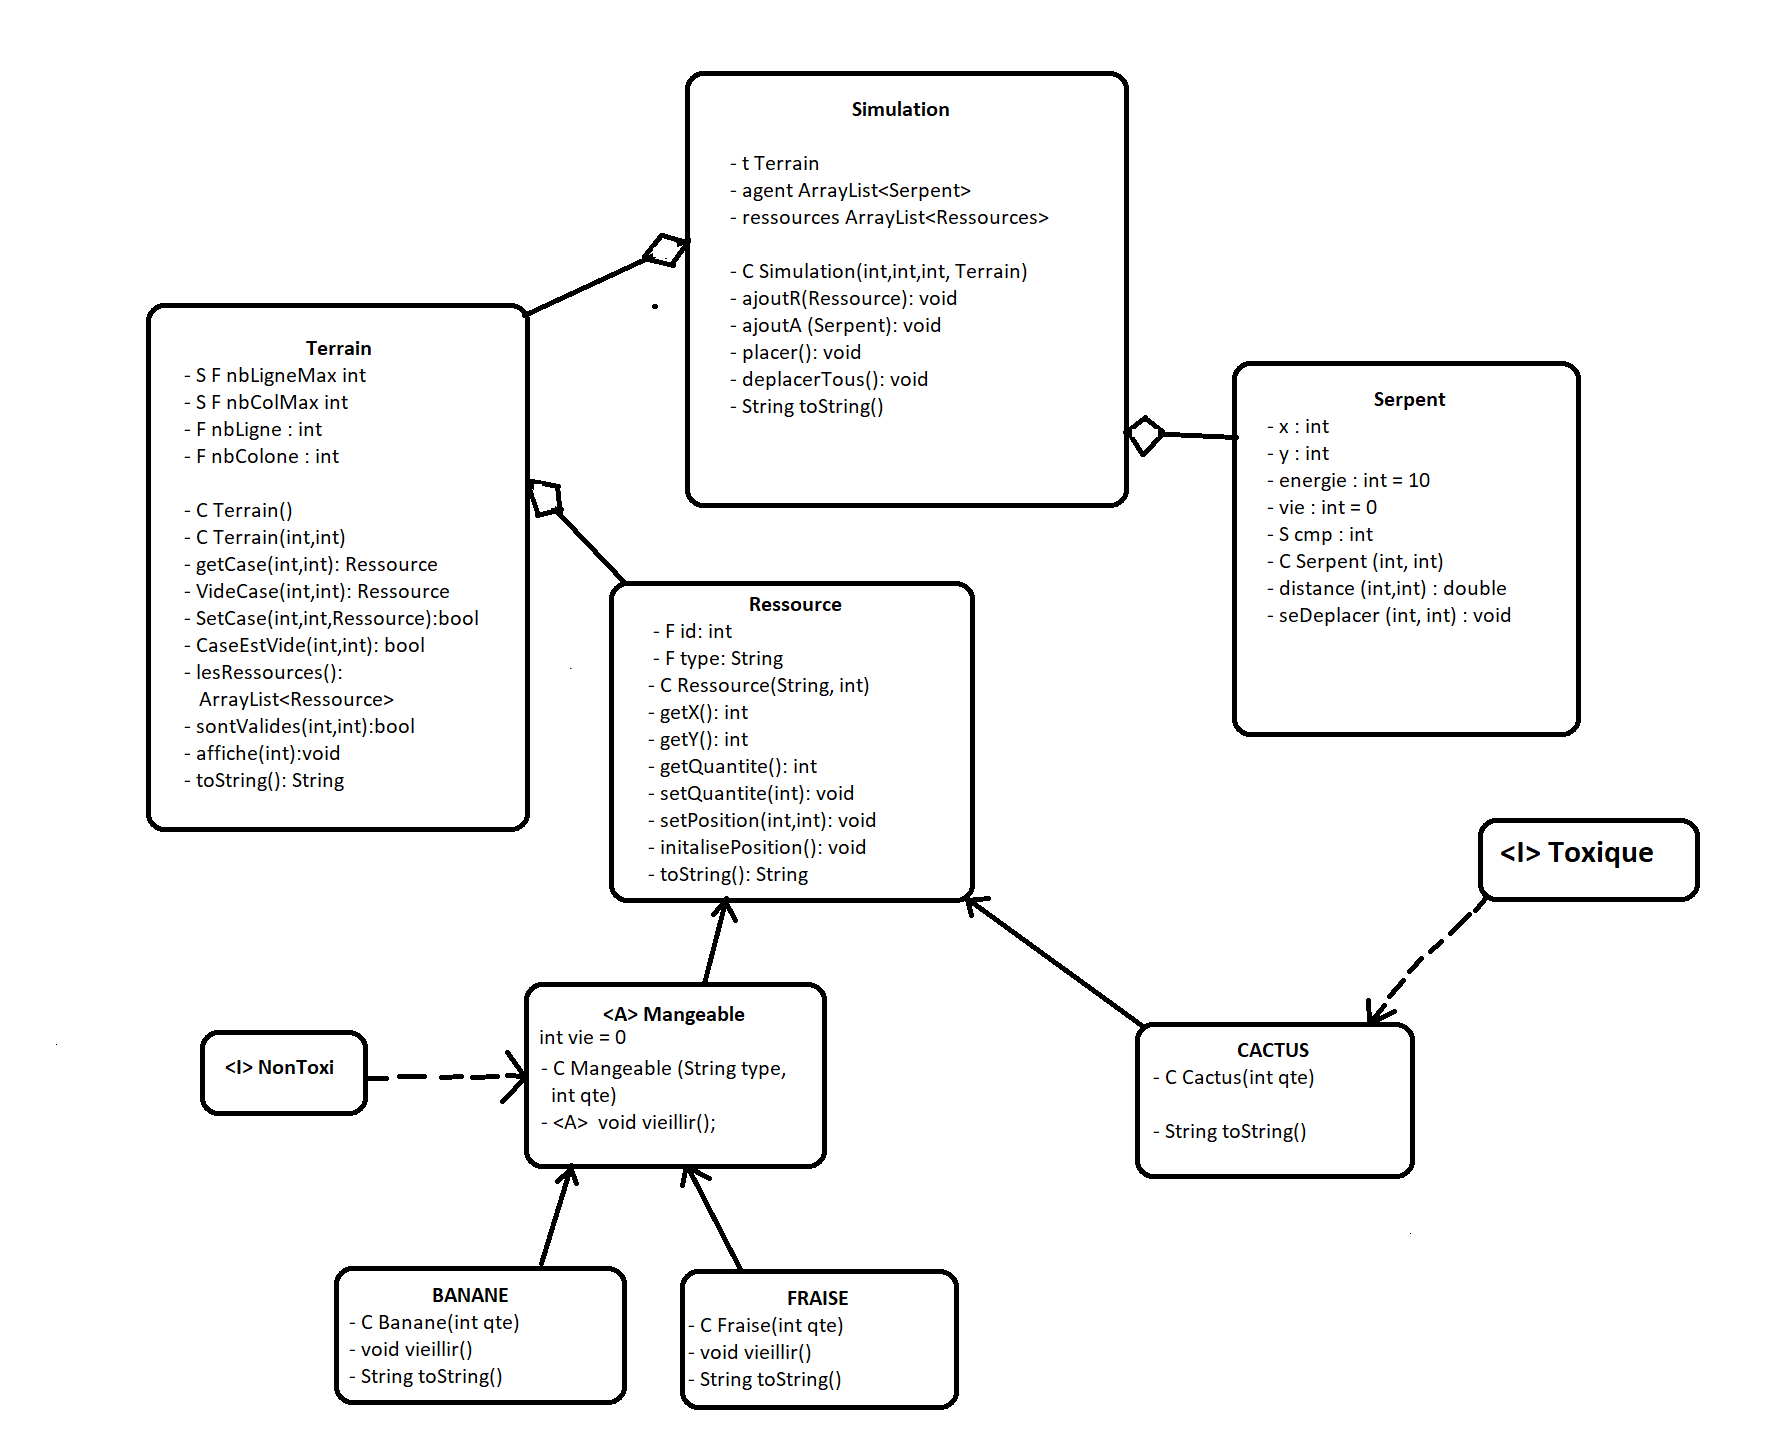 Simulation
- t Terrain
- agent ArrayList<Serpent>
- ressources ArrayList<Ressources>
- C Simulation(int,int,int, Terrain)
- ajoutR(Ressource): void
- ajoutA (Serpent): void
- placer(): void
- deplacerTous(): void
- String toString()
Terrain
- S F nbLigneMax int
- S F nbColMax int
- F nbLigne : int
- F nbColone : int
- C Terrain()
- C Terrain(int,int)
- getCase(int,int): Ressource
- VideCase(int,int): Ressource
- SetCase(int,int,Ressource):bool
- CaseEstVide(int,int): bool
- lesRessources():
ArrayList<Ressource>
- sontValides(int,int):bool
- affiche(int):void
- toString(): String
Serpent
- x : int
- y : int
- energie : int = 10
- vie : int = 0
- S cmp : int
- C Serpent (int, int)
- distance (int,int) : double
- seDeplacer (int, int) : void
Ressource
- F id: int
- F type: String
- C Ressource(String, int)
- getX(): int
- getY(): int
- getQuantite(): int
- setQuantite(int): void
- setPosition(int,int): void
- initalisePosition(): void
- toString(): String
<I> Toxique
<A> Mangeable
int vie = 0
- C Mangeable (String type,
int qte)
- <A>  void vieillir();
<I> NonToxi
CACTUS
- C Cactus(int qte)
- String toString()
BANANE
- C Banane(int qte)
- void vieillir()
- String toString()
FRAISE
- C Fraise(int qte)
- void vieillir()
- String toString()